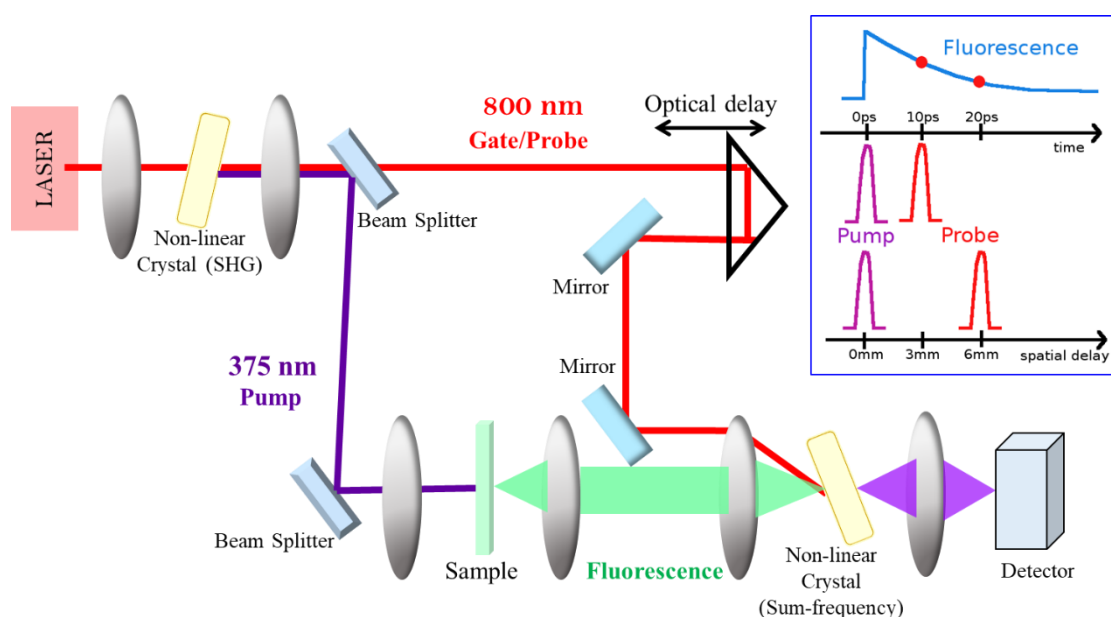 LASER
Non-linear
Crystal (SHG)
800 nm
Gate/Probe
Beam Splitter
Optical delay
Mirror
Mirror
375 nm
Pump
Beam Splitter
Sample
Fluorescence
Non-linear
Crystal
(Sum-frequency)
Detector
Fluorescence
0ps 10ps 20ps
time
Pump Probe
0mm 3mm 6mm spatial delay